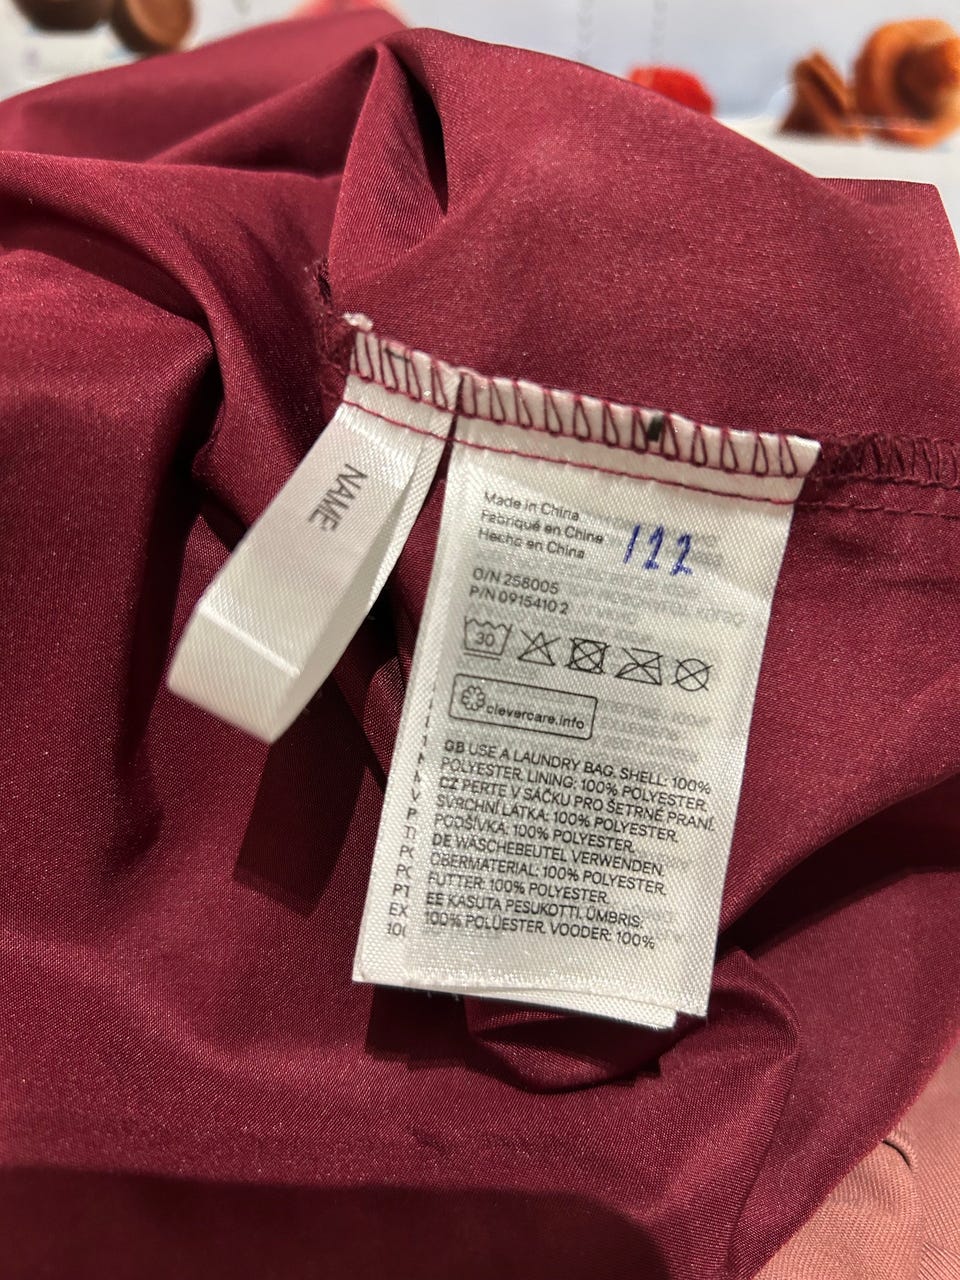 NAME
Made in China
Fabriqué en Chine
Hecho en China
122
O/N 258005
P/N 0915410 2
30
clevercare.info
GB USE A LAUNDRY BAG. SHELL: 100%
POLYESTER. LINING: 100% POLYESTER.
CZ PERTE V SÁČKU PRO ŠETRNÉ PRANÍ.
SVRCHNÍ LÁTKA: 100% POLYESTER.
PODŠÍVKA: 100% POLYESTER.
DE WÄSCHEBEUTEL VERWENDEN.
OBERMATERIAL: 100% POLYESTER.
FUTTER: 100% POLYESTER.
EE KASUTA PESUKOTTI. ÜMBRIS:
100% POLÜESTER. VOODER: 100%